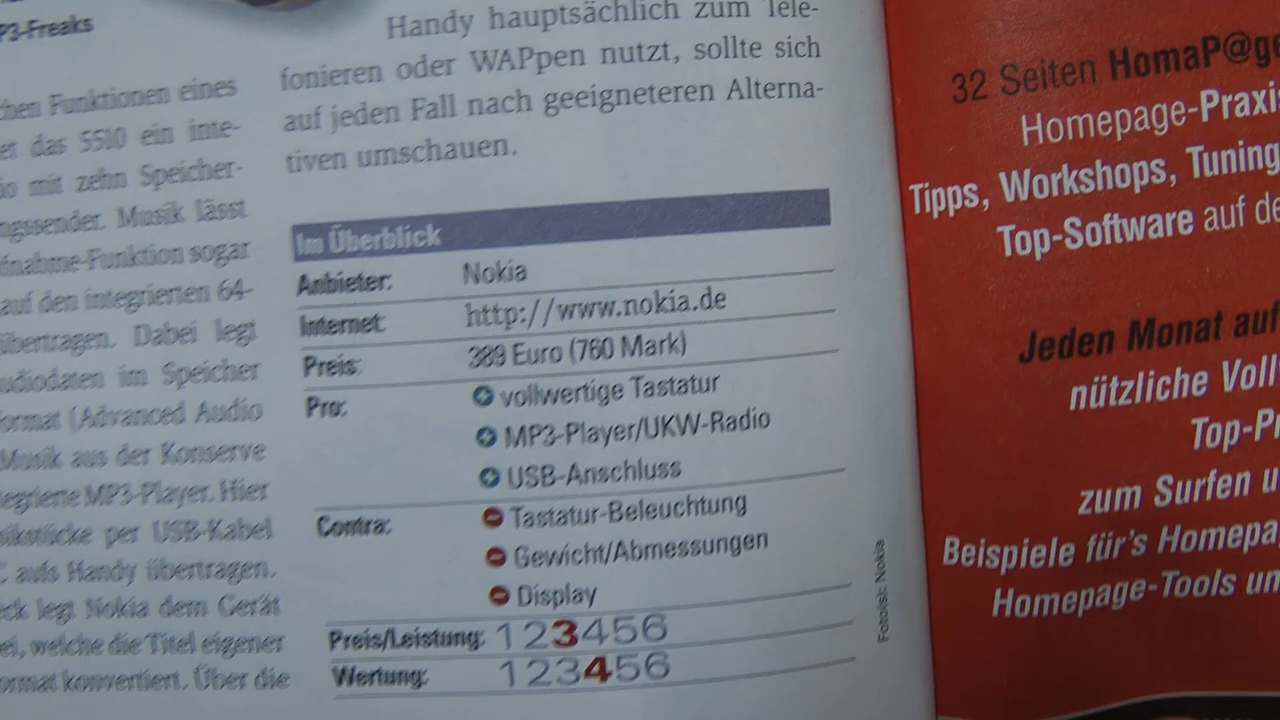 P3-Freaks
chen Funktionen eines
et das 5510 ein inte-
io mit zehn Speicher-
ngssender. Musik lässt
fnahme-Funktion sogar
auf den integrierten 64-
übertragen. Dabei legt
udiodaten im Speicher
ormat (Advanced Audio
Musik aus der Konserve
tegrierte MP3-Player. Hier
sikstücke per USB-Kabel
C aufs Handy übertragen.
eck legt Nokia dem Gerät
ei, welche die Titel eigener
ormat konvertiert. Über die
Handy hauptsächlich zum Tele-
fonieren oder WAPpen nutzt, sollte sich
auf jeden Fall nach geeigneteren Alterna-
tiven umschauen.
Im Überblick
Anbieter: Nokia
Internet: http://www.nokia.de
Preis: 389 Euro (760 Mark)
Pro: vollwertige Tastatur
MP3-Player/UKW-Radio
USB-Anschluss
Contra: Tastatur-Beleuchtung
Gewicht/Abmessungen
Display
Preis/Leistung: 123456
Wertung: 123456
Foto(s): Nokia
32 Seiten HomaP@ge
Homepage-Praxis
Tipps, Workshops, Tuning
Top-Software auf de
Jeden Monat auf
nützliche Voll
Top-Pr
zum Surfen u
Beispiele für's Homepa
Homepage-Tools un